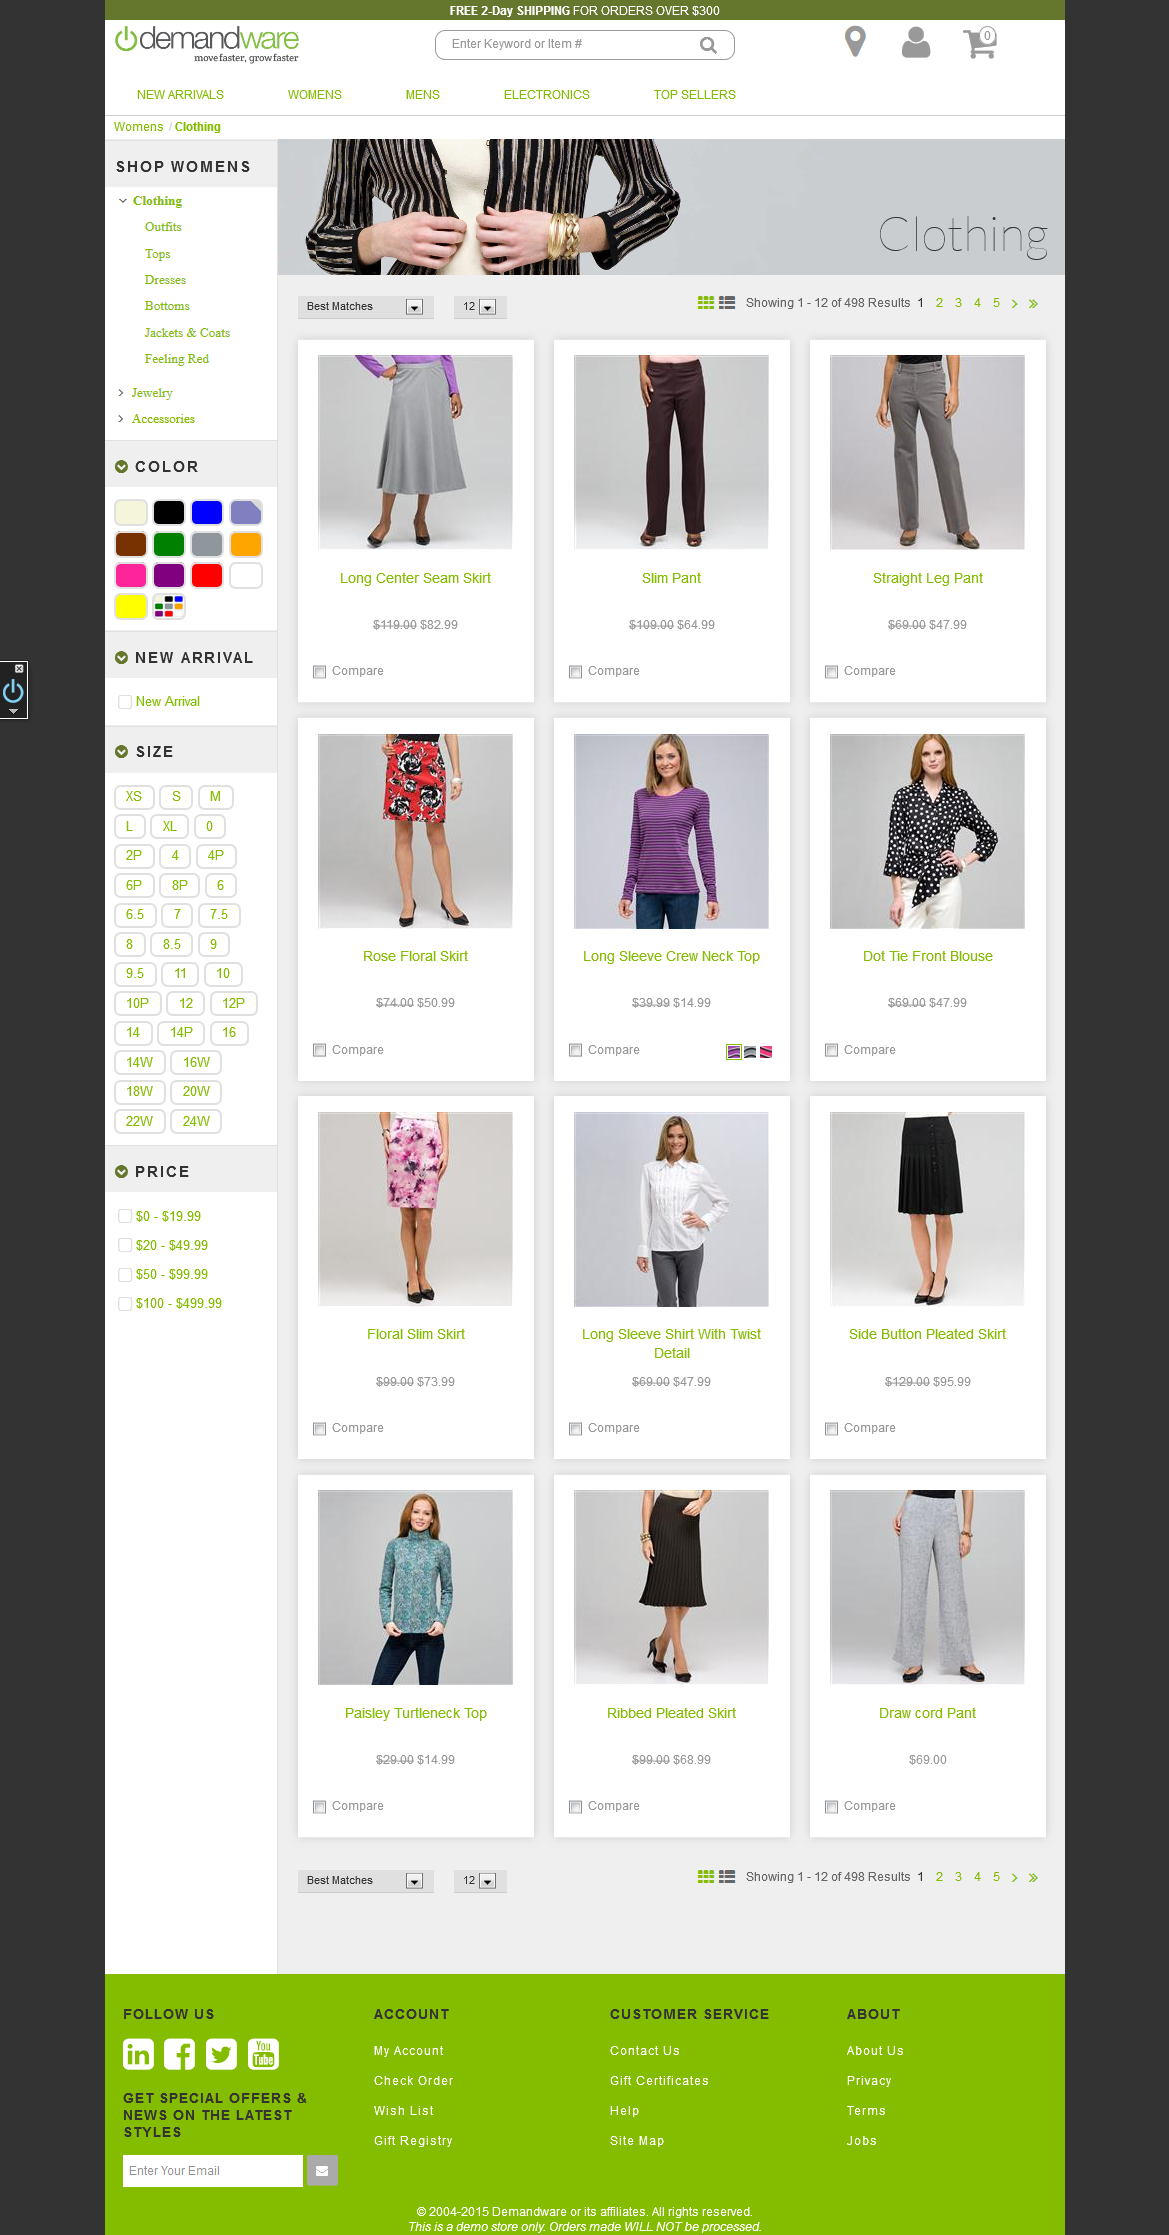 FREE 2-Day SHIPPING FOR ORDERS OVER $300
demandware
move faster, grow faster
Enter Keyword or Item #
0
NEW ARRIVALS WOMENS MENS ELECTRONICS TOP SELLERS
Womens / Clothing
SHOP WOMENS
Clothing
Outfits
Tops
Dresses
Bottoms
Jackets & Coats
Feeling Red
Jewelry
Accessories
COLOR
NEW ARRIVAL
New Arrival
SIZE
XS S M
L XL 0
2P 4 4P
6P 8P 6
6.5 7 7.5
8 8.5 9
9.5 11 10
10P 12 12P
14 14P 16
14W 16W
18W 20W
22W 24W
PRICE
$0 - $19.99
$20 - $49.99
$50 - $99.99
$100 - $499.99
Clothing
Best Matches 12 Showing 1 - 12 of 498 Results 1 2 3 4 5 > »
Long Center Seam Skirt
$119.00 $82.99
Compare
Slim Pant
$109.00 $64.99
Compare
Straight Leg Pant
$69.00 $47.99
Compare
Rose Floral Skirt
$74.00 $50.99
Compare
Long Sleeve Crew Neck Top
$39.99 $14.99
Compare
Dot Tie Front Blouse
$69.00 $47.99
Compare
Floral Slim Skirt
$99.00 $73.99
Compare
Long Sleeve Shirt With Twist
Detail
$69.00 $47.99
Compare
Side Button Pleated Skirt
$129.00 $95.99
Compare
Paisley Turtleneck Top
$29.00 $14.99
Compare
Ribbed Pleated Skirt
$99.00 $68.99
Compare
Draw cord Pant
$69.00
Compare
Best Matches 12 Showing 1 - 12 of 498 Results 1 2 3 4 5 > »
FOLLOW US
in f You Tube
GET SPECIAL OFFERS &
NEWS ON THE LATEST
STYLES
Enter Your Email
ACCOUNT
My Account
Check Order
Wish List
Gift Registry
CUSTOMER SERVICE
Contact Us
Gift Certificates
Help
Site Map
ABOUT
About Us
Privacy
Terms
Jobs
© 2004-2015 Demandware or its affiliates. All rights reserved.
This is a demo store only. Orders made WILL NOT be processed.